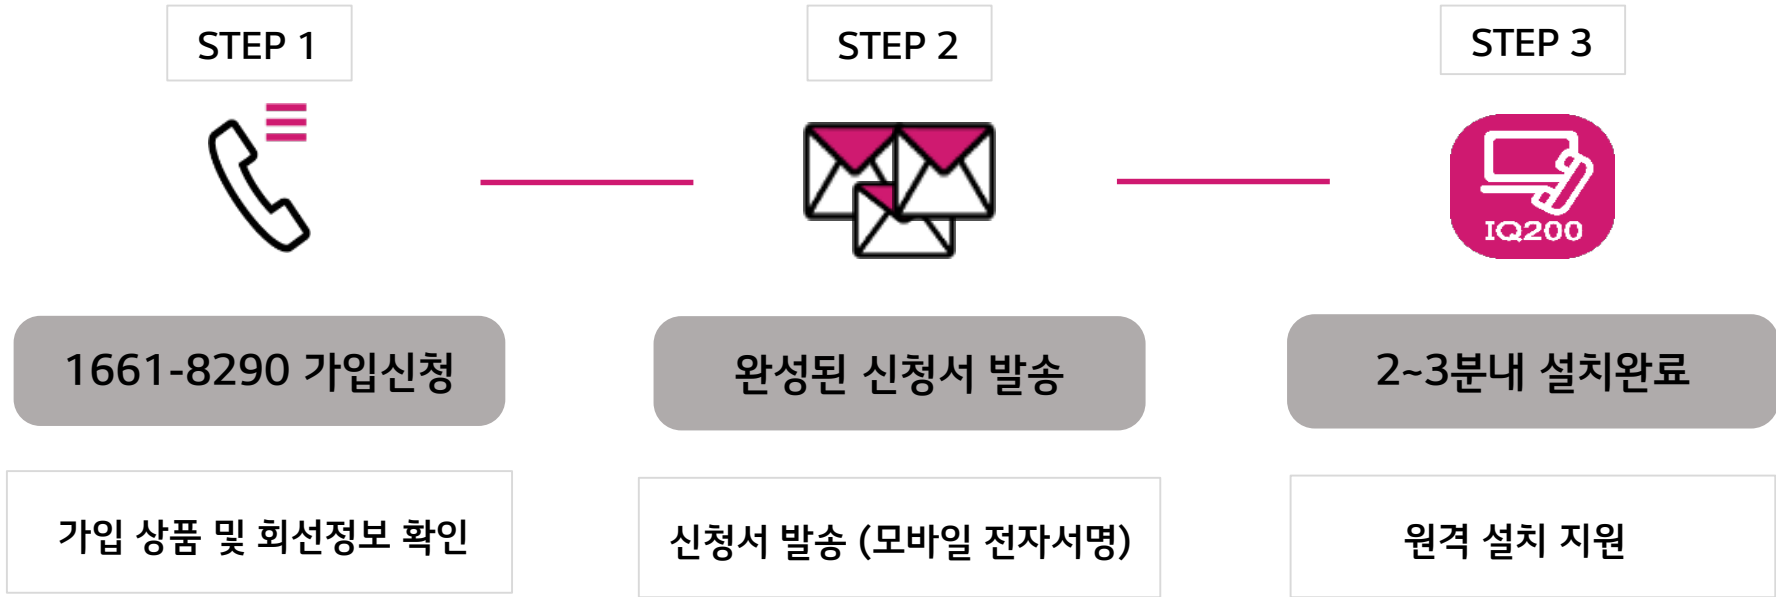 STEP 1
STEP 2
STEP 3
IQ200
1661-8290 가입신청
완성된 신청서 발송
2~3분내 설치완료
가입 상품 및 회선정보 확인
신청서 발송 (모바일 전자서명)
원격 설치 지원